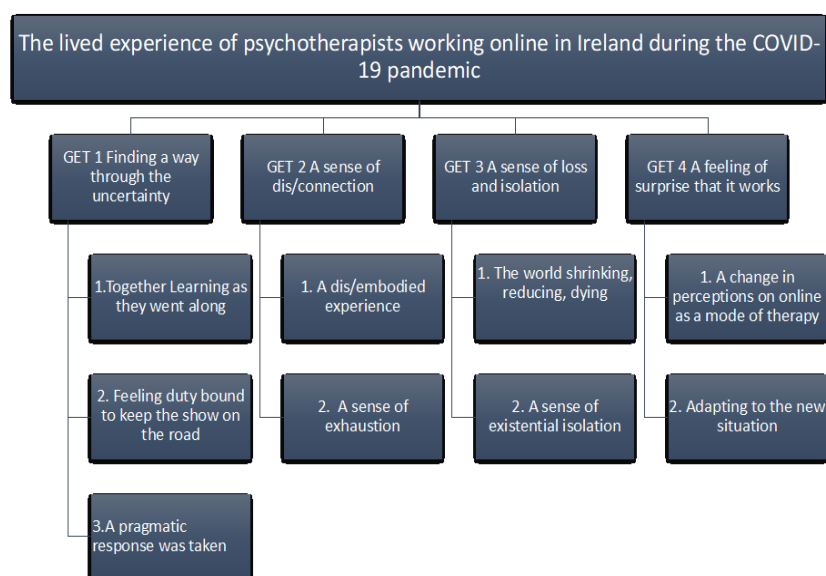 The lived experience of psychotherapists working online in Ireland during the COVID-
19 pandemic
GET 1 Finding a way
through the
uncertainty
GET 2 A sense of
dis/connection
GET 3 A sense of loss
and isolation
GET 4 A feeling of
surprise that it works
1.Together Learning as
they went along
1. A dis/embodied
experience
1. The world shrinking,
reducing, dying
1. A change in
perceptions on online
as a mode of therapy
2. Feeling duty bound
to keep the show on
the road
2. A sense of
exhaustion
2. A sense of
existential isolation
2. Adapting to the new
situation
3.A pragmatic
response was taken